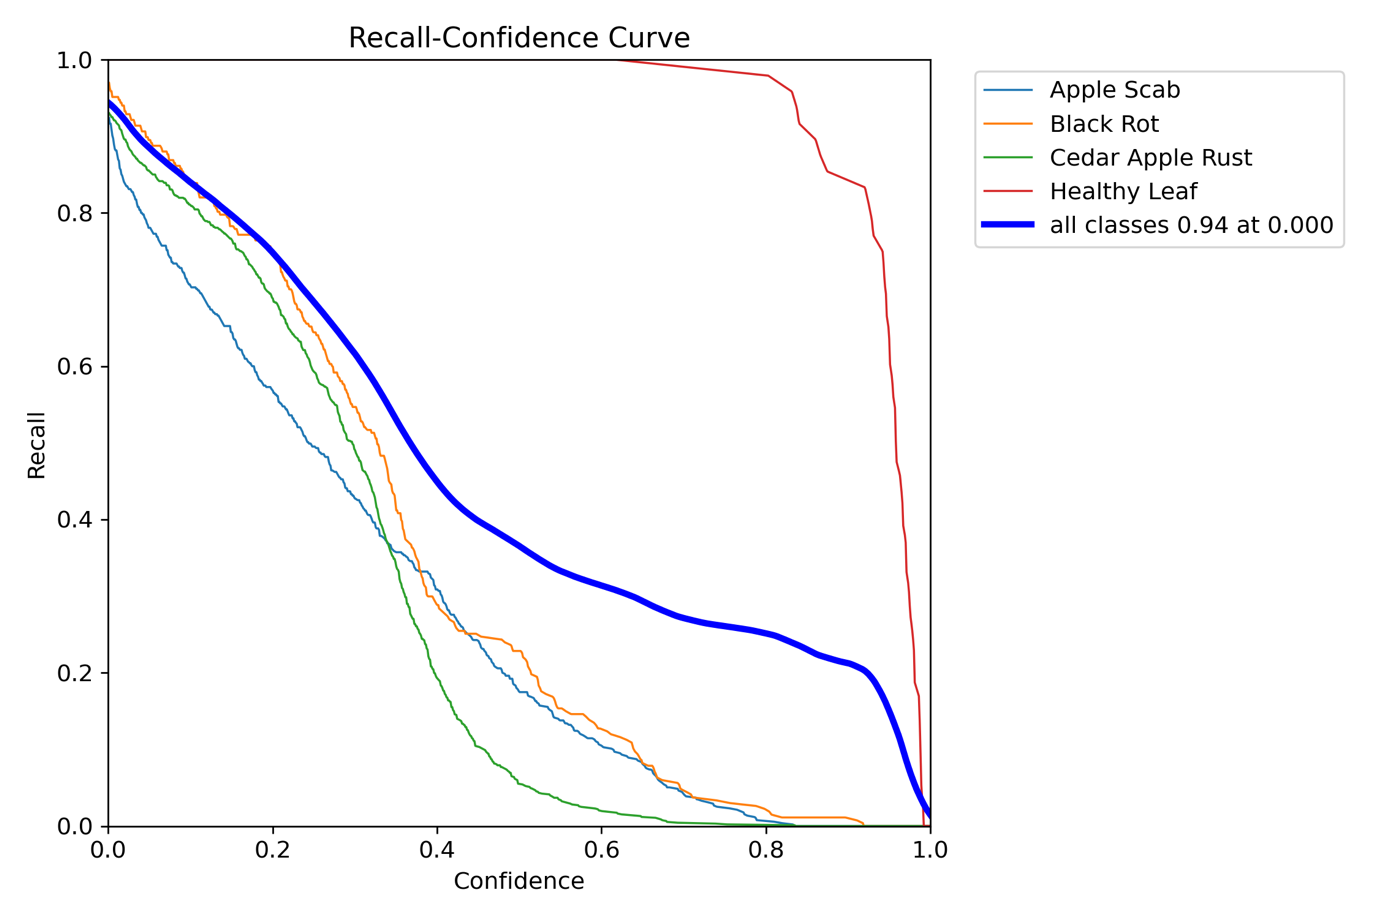 Recall-Confidence Curve
1.0
0.8
0.6
0.4
0.2
0.0
Recall
0.0 0.2 0.4 0.6 0.8 1.0
Confidence
Apple Scab
Black Rot
Cedar Apple Rust
Healthy Leaf
all classes 0.94 at 0.000